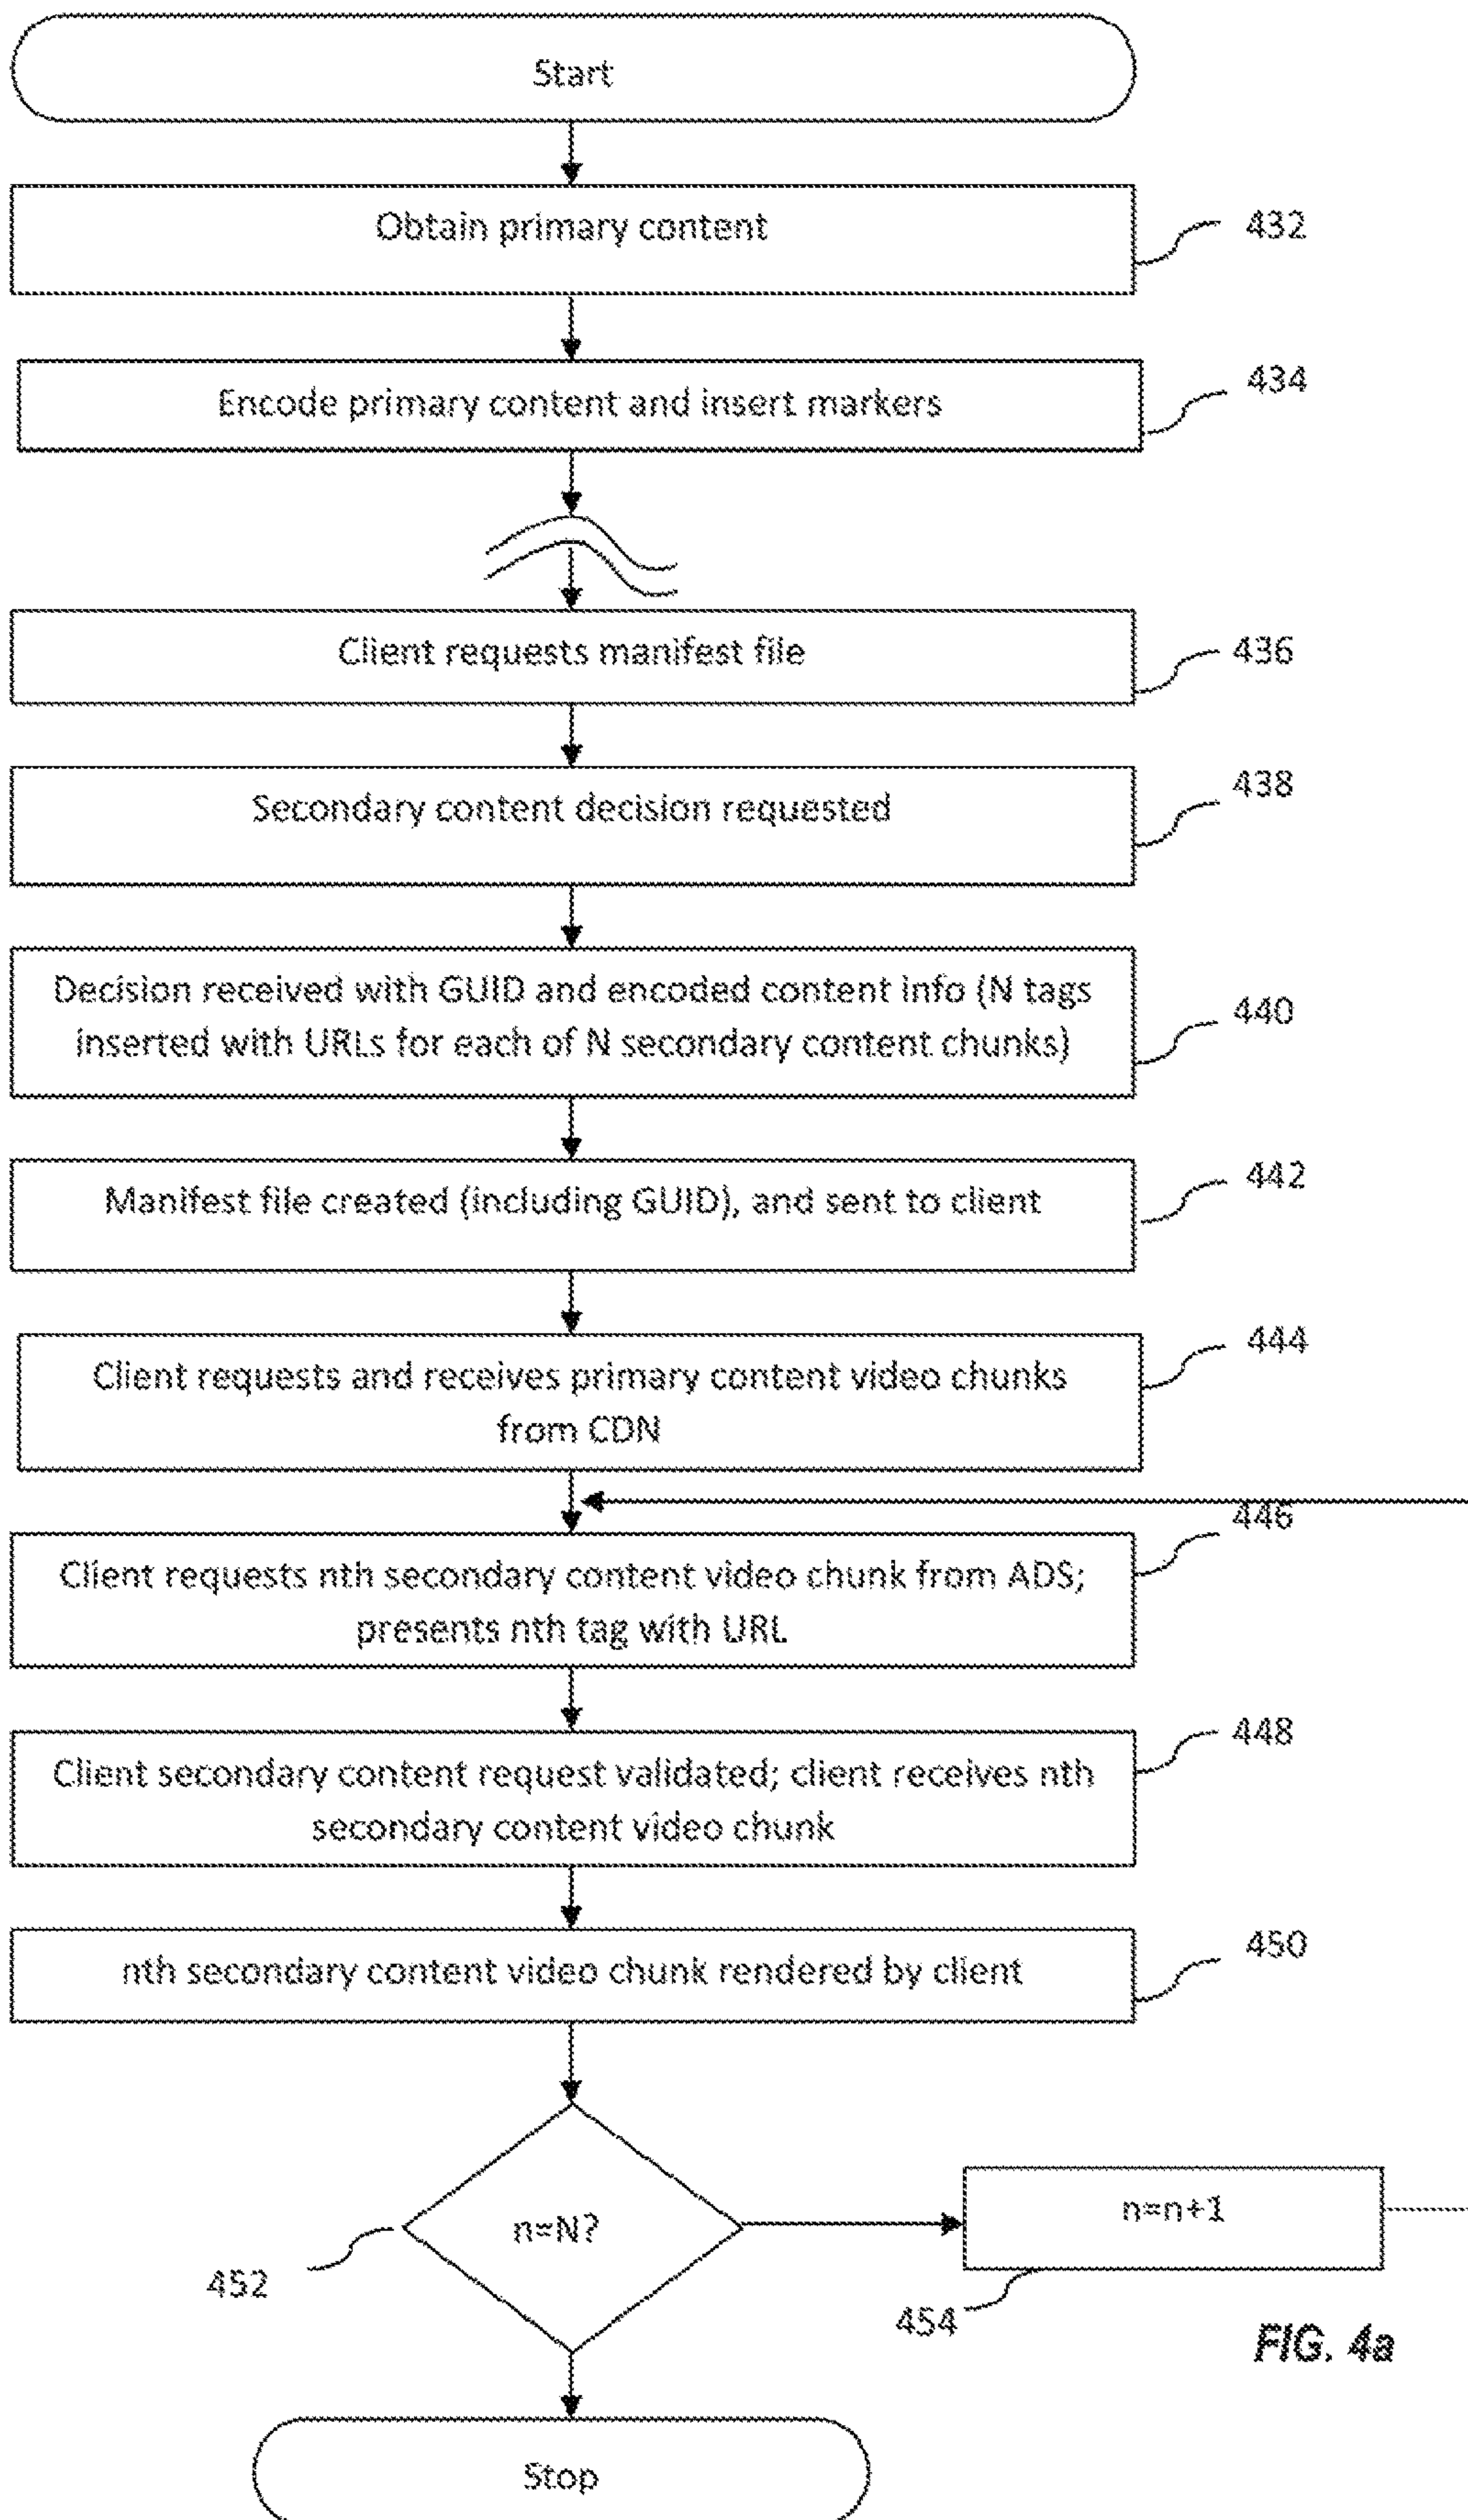 Start
Obtain primary content
432
Encode primary content and insert markers
434
Client requests manifest file
436
Secondary content decision requested
438
Decision received with GUID and encoded content info (N tags
inserted with URLs for each of N secondary content chunks)
440
Manifest file created (including GUID), and sent to client
442
Client requests and receives primary content video chunks
from CDN
444
446
Client requests nth secondary content video chunk from ADS;
presents nth tag with URL
448
Client secondary content request validated; client receives nth
secondary content video chunk
450
nth secondary content video chunk rendered by client
n=N?
452
n=n+1
454
FIG. 4a
Stop